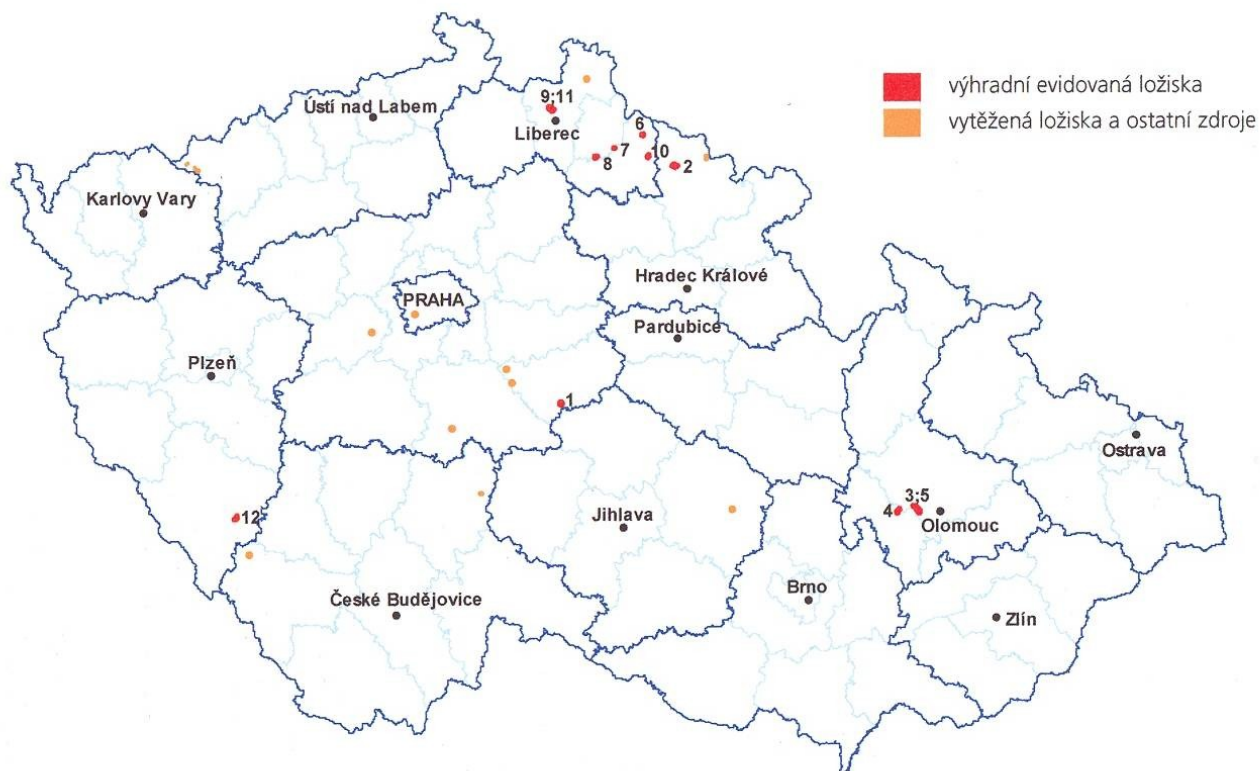 výhradní evidovaná ložiska
vytěžená ložiska a ostatní zdroje
Ústí nad Labem
9;11
Liberec
6
7
10
8
2
Karlovy Vary
Hradec Králové
PRAHA
Pardubice
Plzeň
1
Ostrava
3;5
4
Olomouc
12
Jihlava
Brno
České Budějovice
Zlín